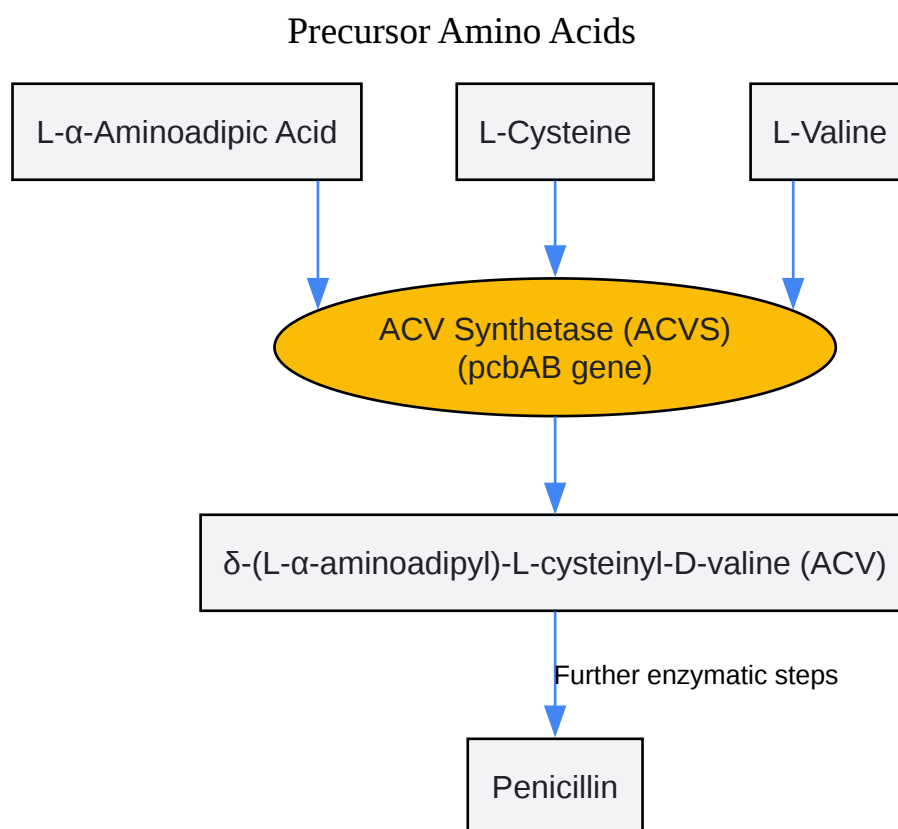 Precursor Amino Acids
L-α-Aminoadipic Acid
L-Cysteine
L-Valine
ACV Synthetase (ACVS)
(pcbAB gene)
δ-(L-α-aminoadipyl)-L-cysteinyl-D-valine (ACV)
Further enzymatic steps
Penicillin